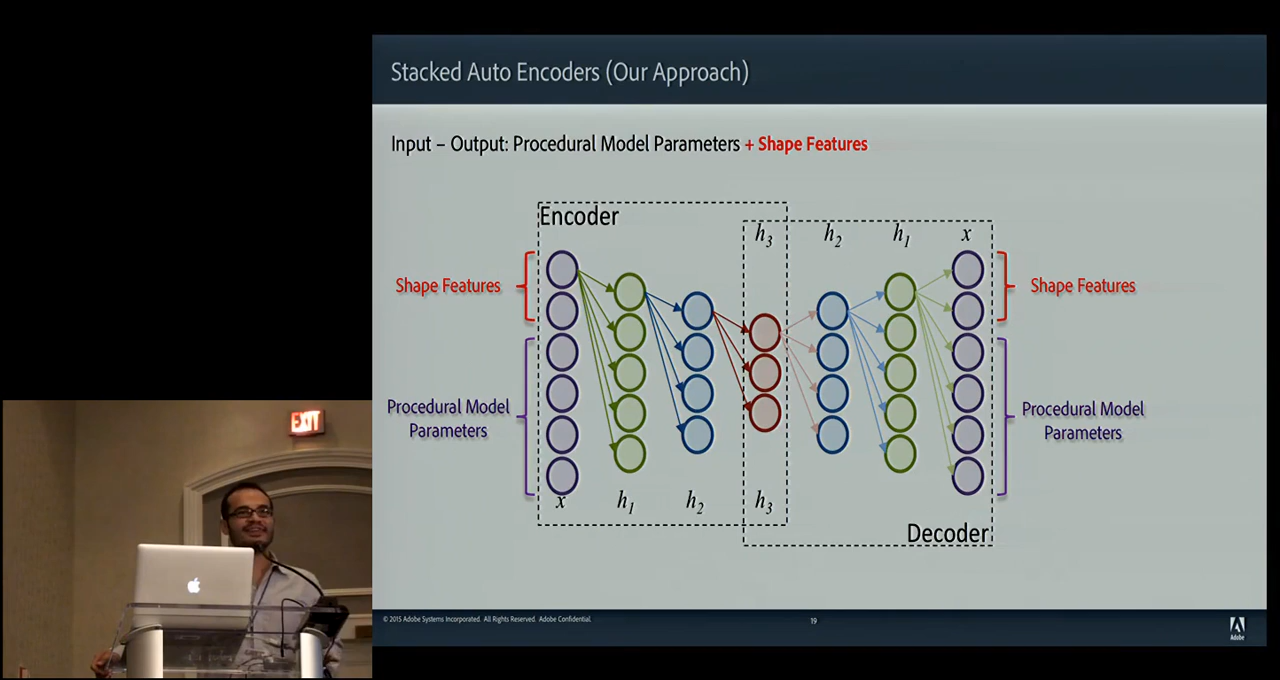 Stacked Auto Encoders (Our Approach)
Input – Output: Procedural Model Parameters + Shape Features
Encoder
h3
h2
h1
x
Shape Features
Shape Features
Procedural Model
Parameters
Procedural Model
Parameters
x
h1
h2
h3
Decoder
© 2015 Adobe Systems Incorporated. All Rights Reserved. Adobe Confidential.
19
Adobe
EXIT